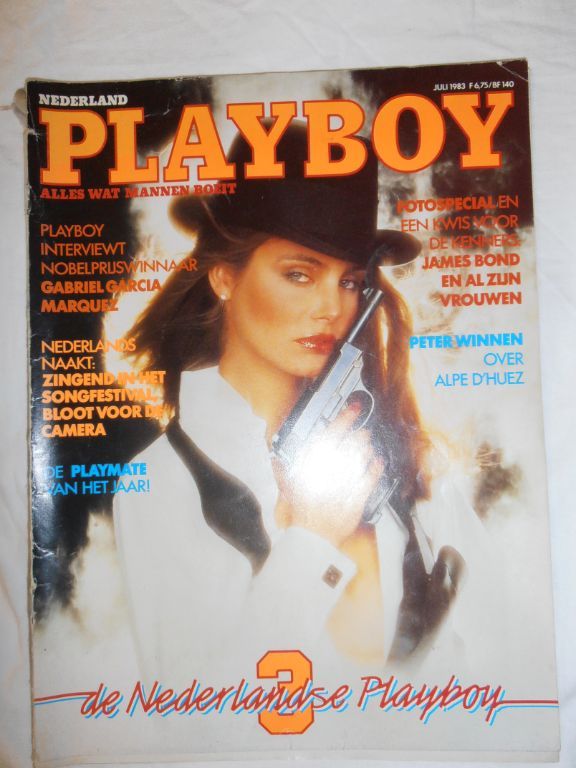 NEDERLAND
JULI 1983 F 6,75/BF 140
PLAYBOY
ALLES WAT MANNEN BOEIT
PLAYBOY
INTERVIEWT
NOBELPRIJSWINNAAR
GABRIEL GARCIA
MARQUEZ
NEDERLANDS
NAAKT:
ZINGEND IN HET
SONGFESTIVAL
BLOOT VOOR DE
CAMERA
DE PLAYMATE
VAN HET JAAR!
FOTOSPECIAL EN
EEN KWIS VOOR
DE KENNERS:
JAMES BOND
EN AL ZIJN
VROUWEN
PETER WINNEN
OVER
ALPE D'HUEZ
3
de Nederlandse Playboy